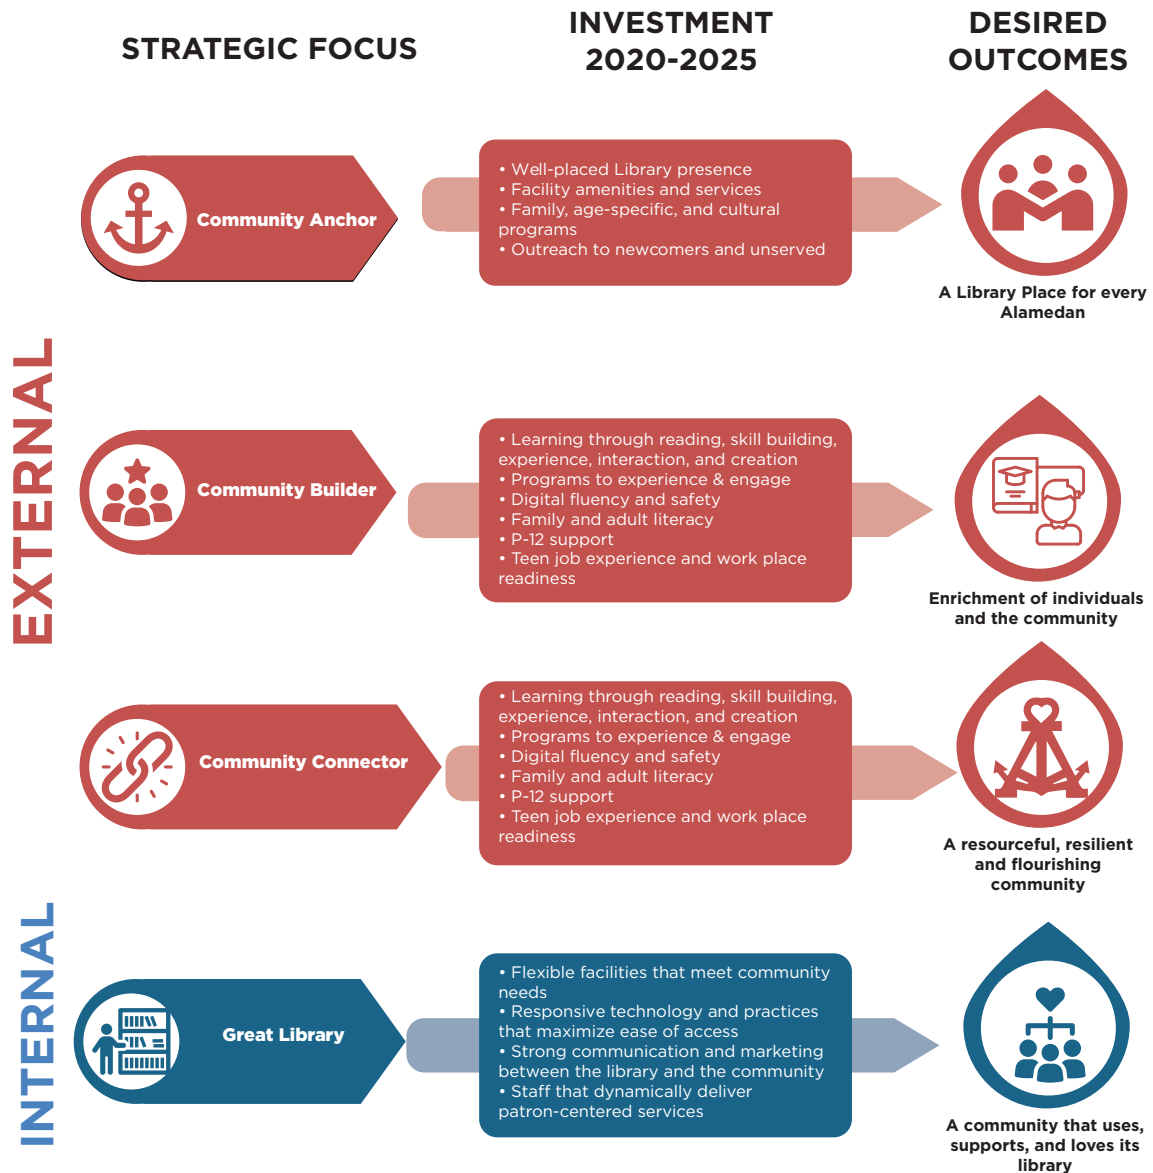 STRATEGIC FOCUS
INVESTMENT
2020-2025
DESIRED
OUTCOMES
EXTERNAL
Community Anchor
• Well-placed Library presence
• Facility amenities and services
• Family, age-specific, and cultural
programs
• Outreach to newcomers and unserved
A Library Place for every
Alamedan
Community Builder
• Learning through reading, skill building,
experience, interaction, and creation
• Programs to experience & engage
• Digital fluency and safety
• Family and adult literacy
• P-12 support
• Teen job experience and work place
readiness
Enrichment of individuals
and the community
Community Connector
• Learning through reading, skill building,
experience, interaction, and creation
• Programs to experience & engage
• Digital fluency and safety
• Family and adult literacy
• P-12 support
• Teen job experience and work place
readiness
A resourceful, resilient
and flourishing
community
INTERNAL
Great Library
• Flexible facilities that meet community
needs
• Responsive technology and practices
that maximize ease of access
• Strong communication and marketing
between the library and the community
• Staff that dynamically deliver
patron-centered services
A community that uses,
supports, and loves its
library